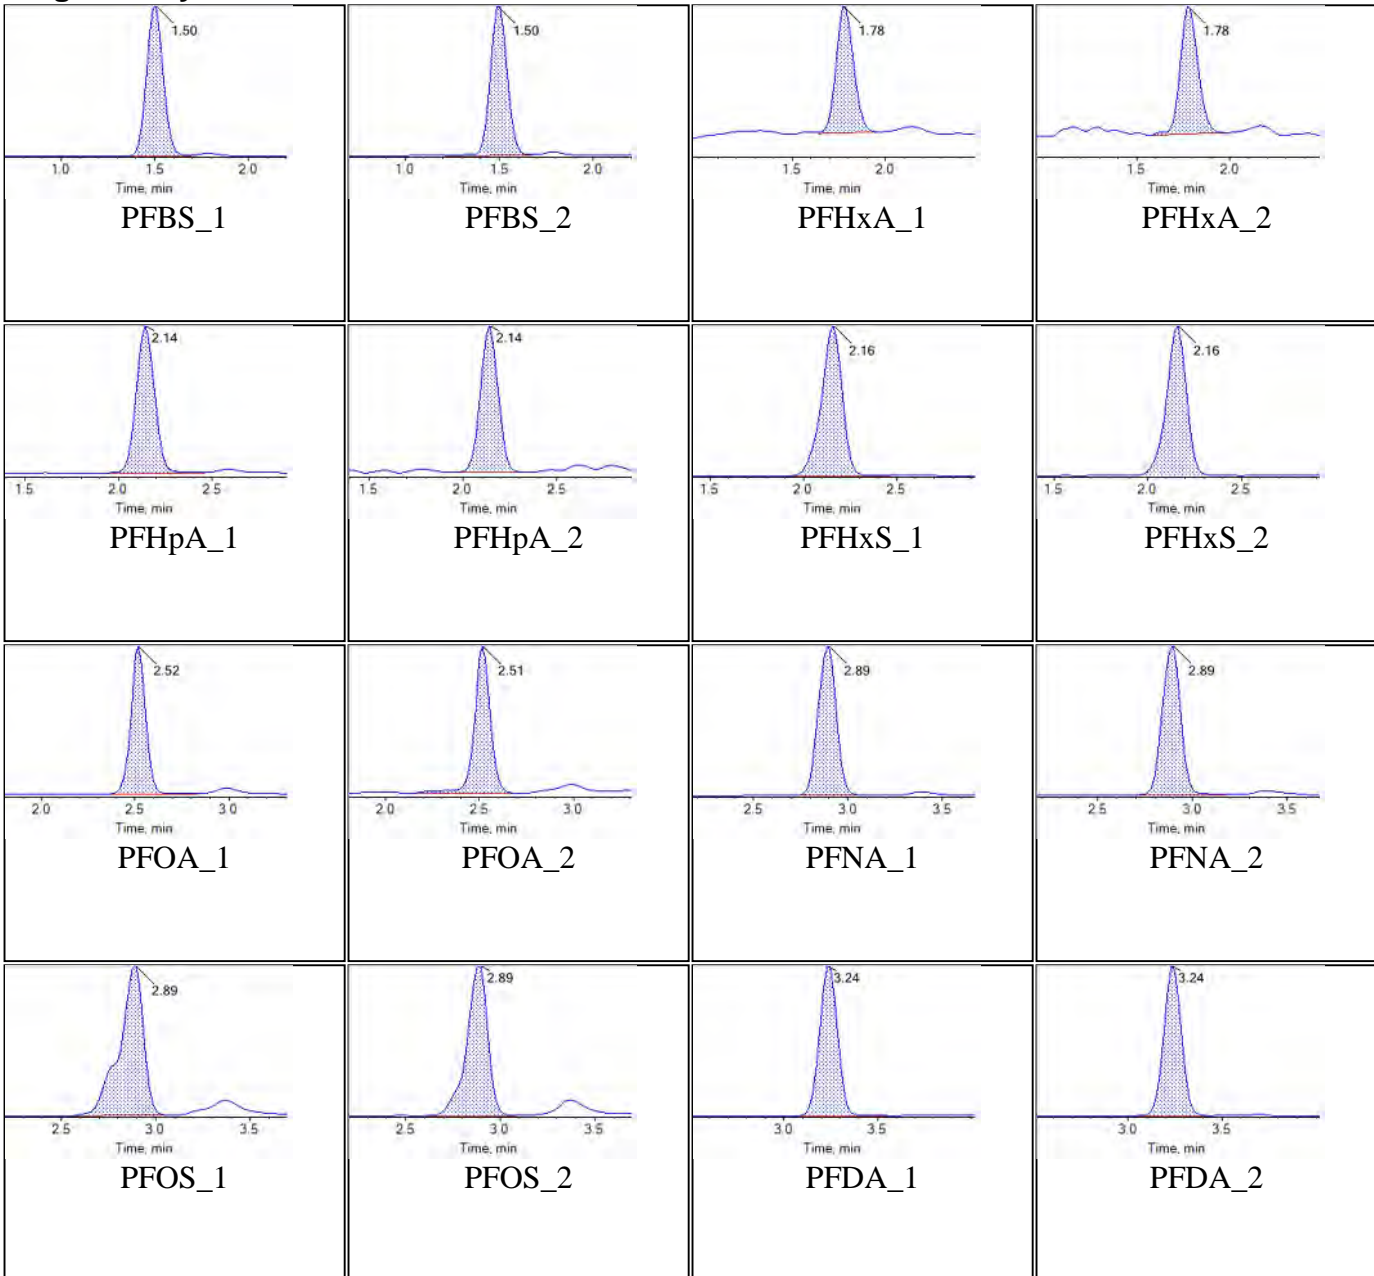 1.50 1.50 1.78 1.78
1.0 1.5 2.0 1.0 1.5 2.0 1.5 2.0 1.5 2.0
Time, min Time, min Time, min Time, min
PFBS_1 PFBS_2 PFHxA_1 PFHxA_2
2.14 2.14 2.16 2.16
1.5 2.0 2.5 1.5 2.0 2.5 1.5 2.0 2.5 1.5 2.0 2.5
Time, min Time, min Time, min Time, min
PFHpA_1 PFHpA_2 PFHxS_1 PFHxS_2
2.52 2.51 2.89 2.89
2.0 2.5 3.0 2.0 2.5 3.0 2.5 3.0 3.5 2.5 3.0 3.5
Time, min Time, min Time, min Time, min
PFOA_1 PFOA_2 PFNA_1 PFNA_2
2.89 2.89 3.24 3.24
2.5 3.0 3.5 2.5 3.0 3.5 3.0 3.5 3.0 3.5
Time, min Time, min Time, min Time, min
PFOS_1 PFOS_2 PFDA_1 PFDA_2